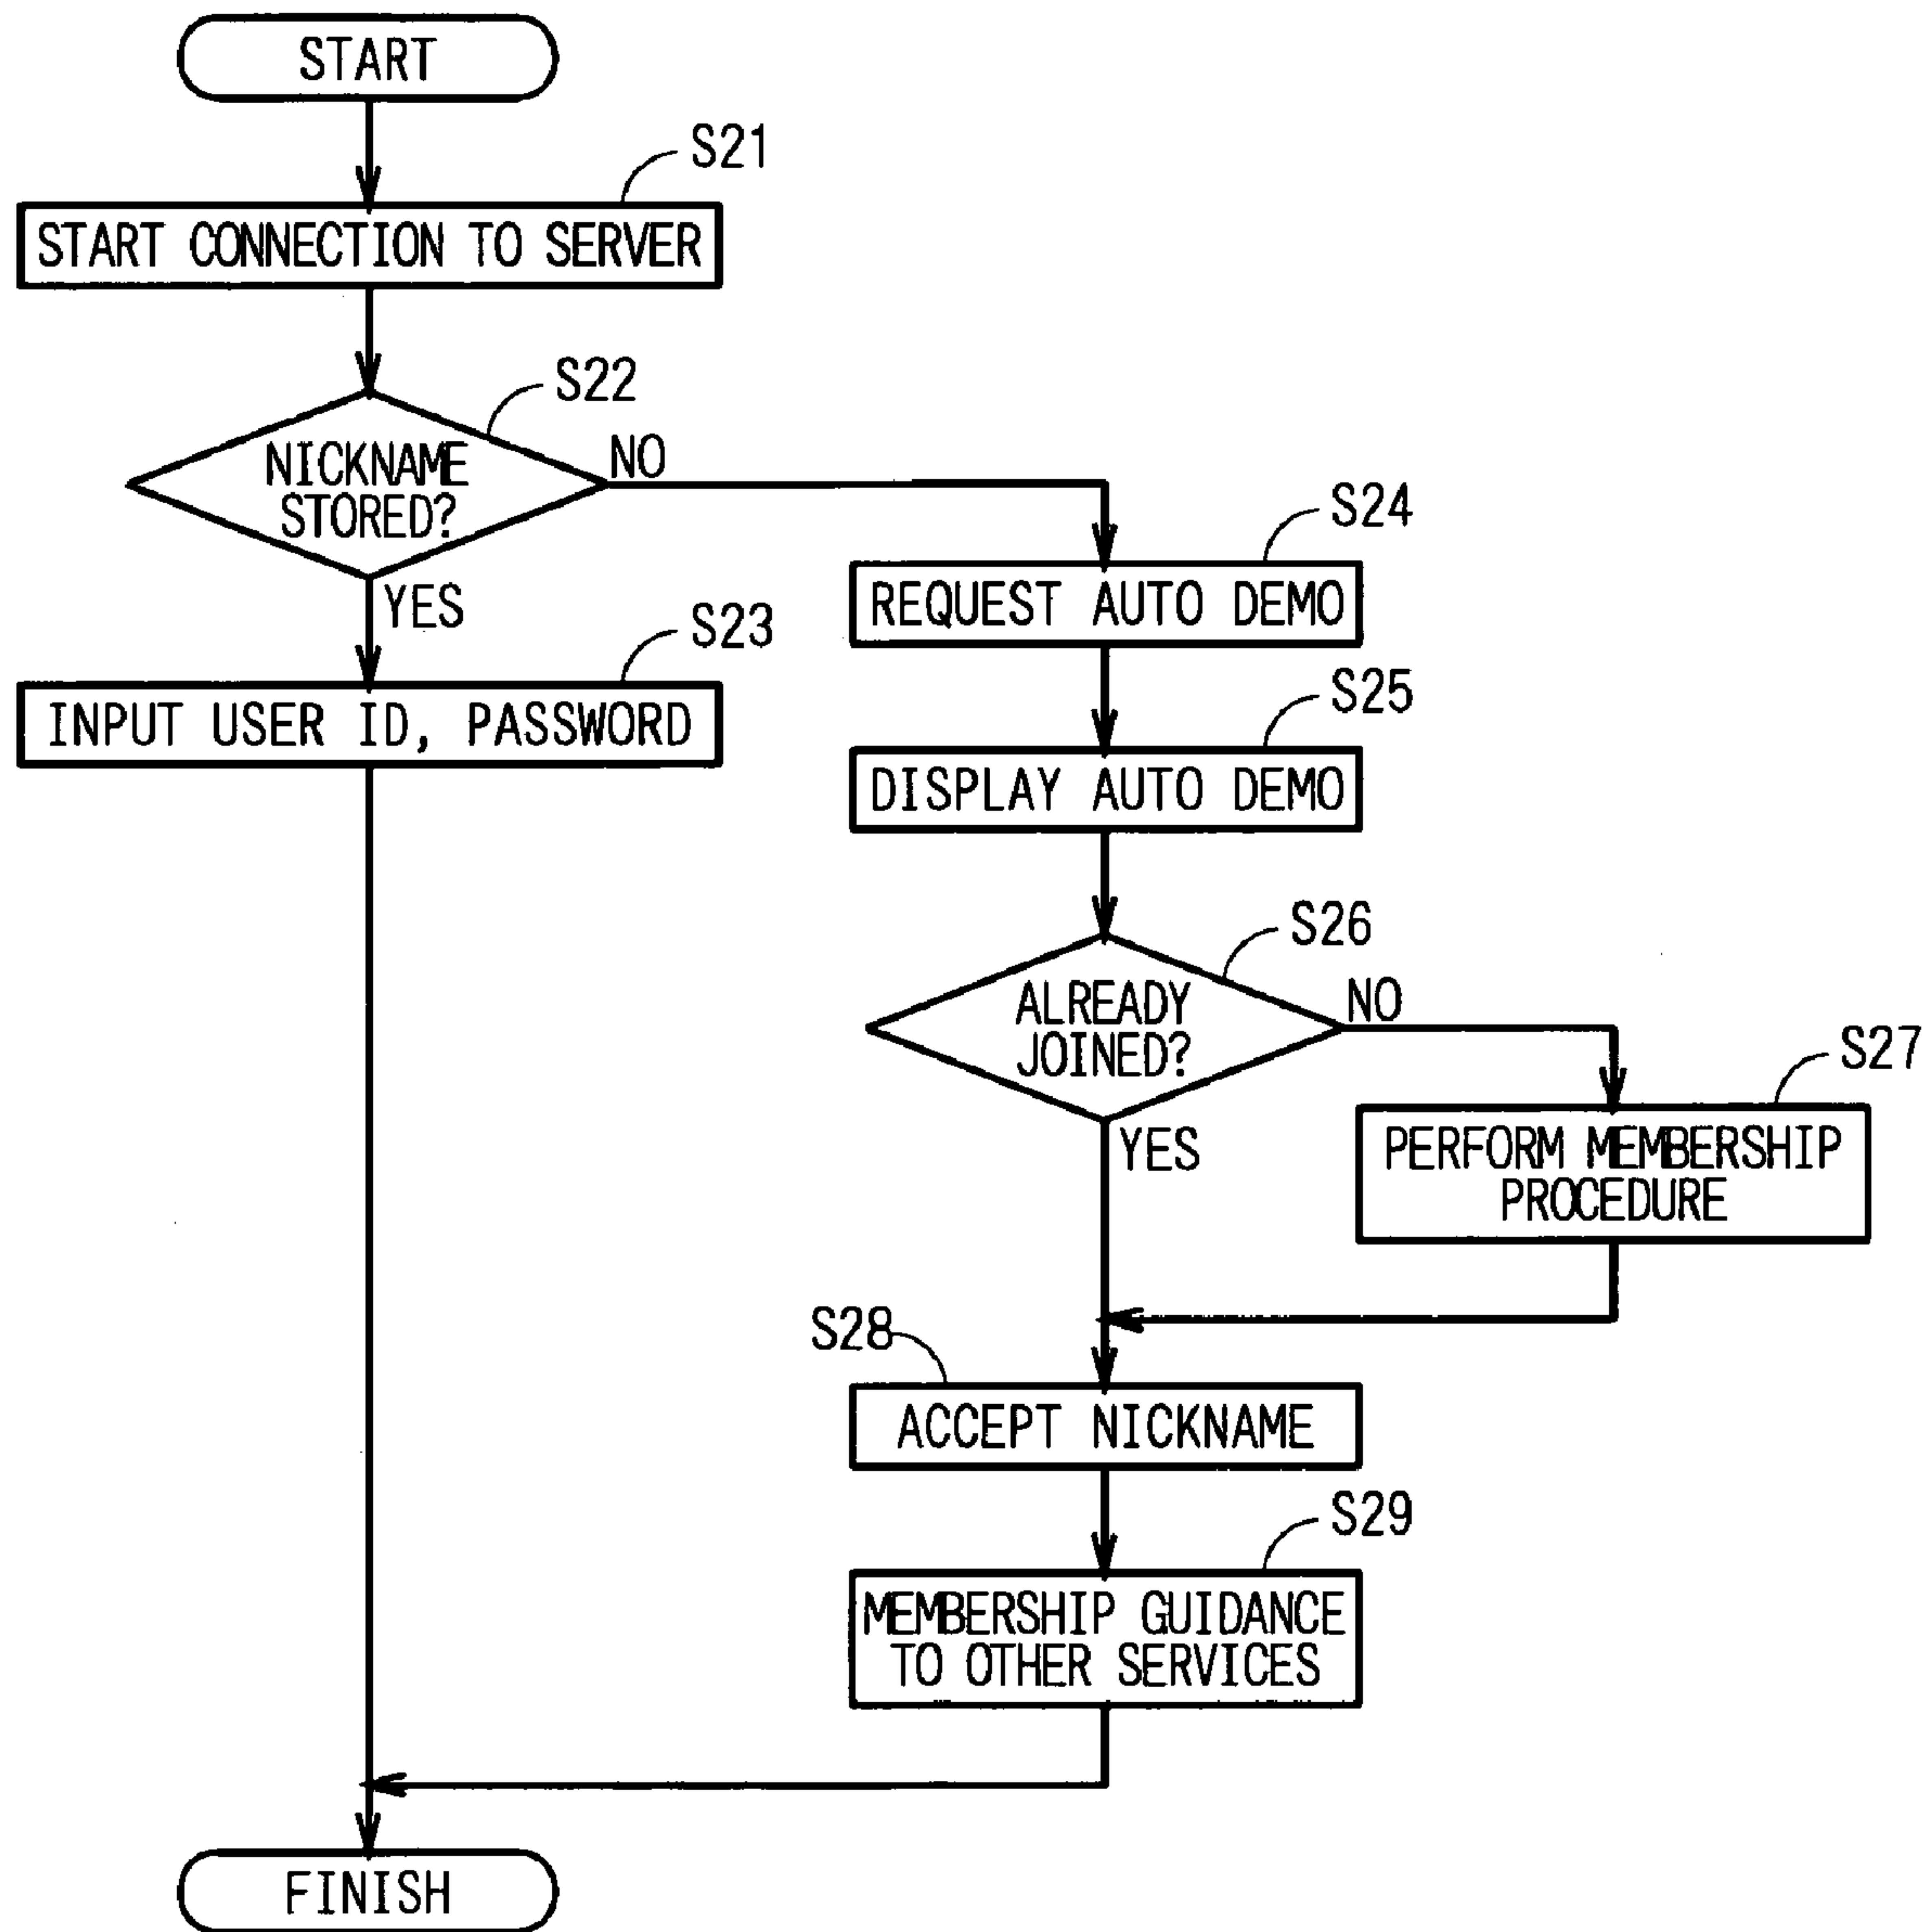 START
S21
START CONNECTION TO SERVER
S22
NICKNAME
STORED?
NO
YES
S23
INPUT USER ID, PASSWORD
S24
REQUEST AUTO DEMO
S25
DISPLAY AUTO DEMO
S26
ALREADY
JOINED?
NO
YES
S27
PERFORM MEMBERSHIP
PROCEDURE
S28
ACCEPT NICKNAME
S29
MEMBERSHIP GUIDANCE
TO OTHER SERVICES
FINISH